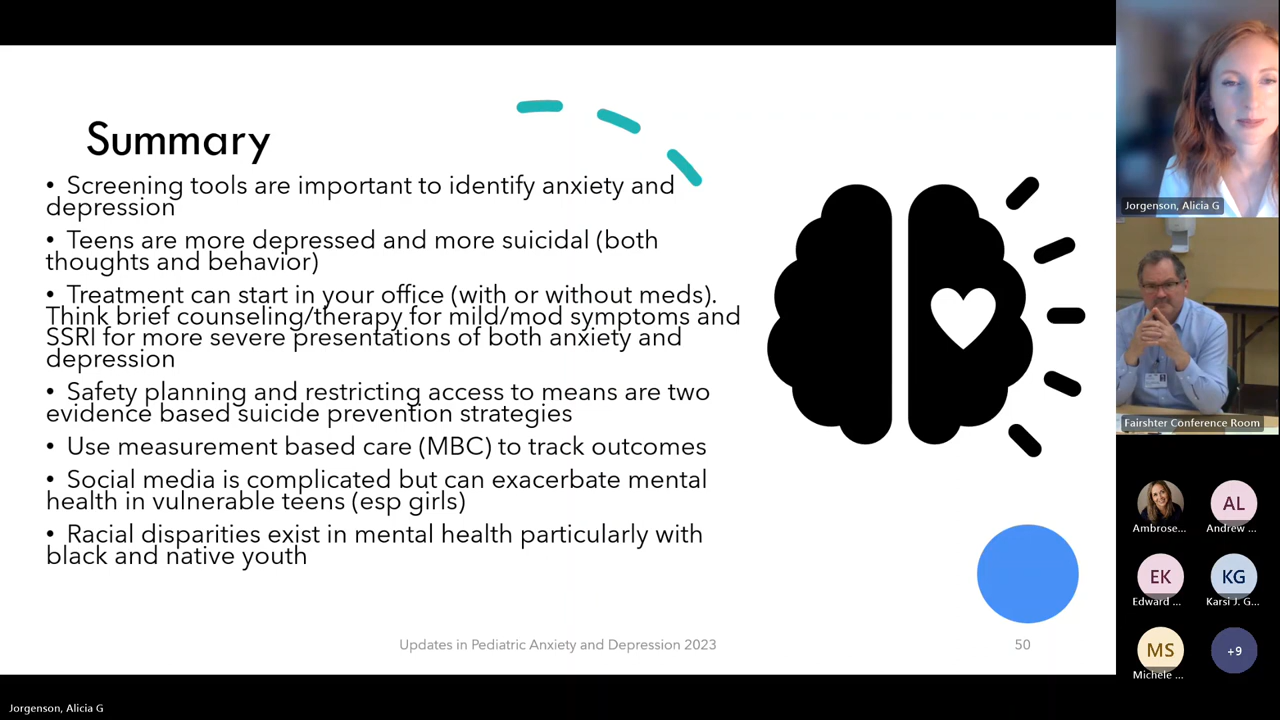 Summary
• Screening tools are important to identify anxiety and
depression
• Teens are more depressed and more suicidal (both
thoughts and behavior)
• Treatment can start in your office (with or without meds).
Think brief counseling/therapy for mild/mod symptoms and
SSRI for more severe presentations of both anxiety and
depression
• Safety planning and restricting access to means are two
evidence based suicide prevention strategies
• Use measurement based care (MBC) to track outcomes
• Social media is complicated but can exacerbate mental
health in vulnerable teens (esp girls)
• Racial disparities exist in mental health particularly with
black and native youth
Updates in Pediatric Anxiety and Depression 2023
50
Jorgenson, Alicia G
Fairshter Conference Room
Ambrose...
AL
Andrew ...
EK
Edward ...
KG
Karsi J. G...
MS
Michele ...
+9
Jorgenson, Alicia G